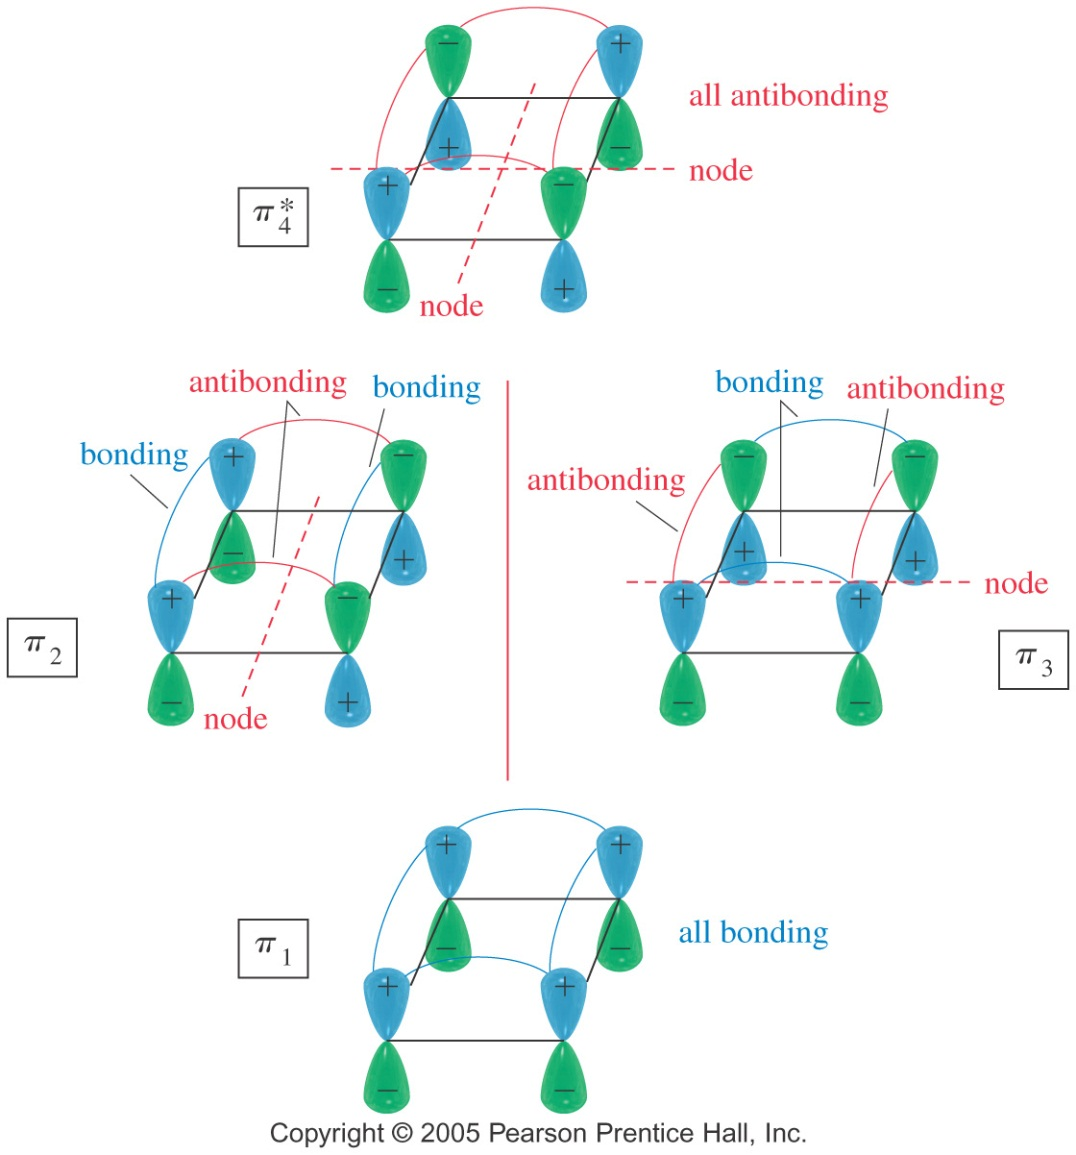 − +
all antibonding
+ −
node
+ −
π*4
− +
node
antibonding bonding bonding antibonding
bonding antibonding
+ − − −
− + + +
node
+ − + +
π2 π3
− + − −
node
+ +
all bonding
− −
π1
+ +
− −
Copyright © 2005 Pearson Prentice Hall, Inc.